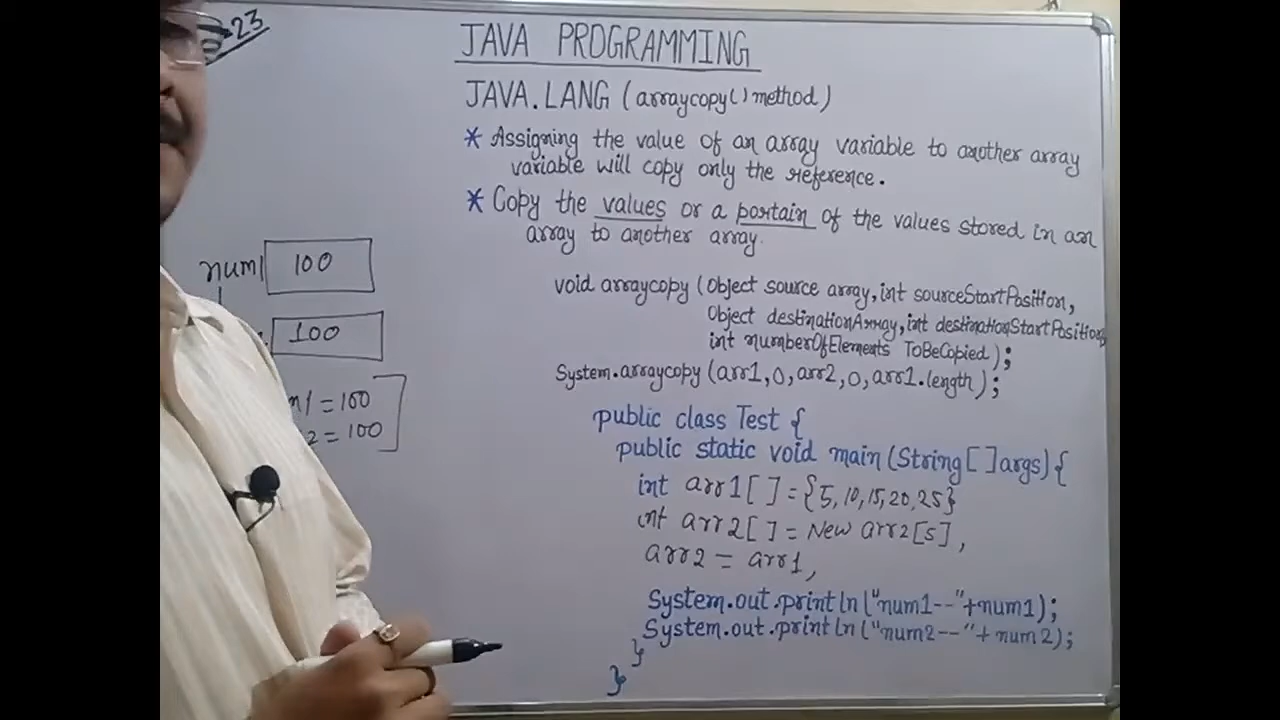 23
JAVA PROGRAMMING
JAVA.LANG (arraycopy() method)
* Assigning the value of an array variable to another array
variable will copy only the reference.
* Copy the values or a portain of the values stored in an
array to another array.
num1 100
100
void arraycopy (Object source array, int sourceStartPosition,
Object destinationArray, int destinationStartPosition,
int numberOfElements ToBeCopied);
System.arraycopy (arr1, 0, arr2, 0, arr1.length);
1 = 100
2 = 100
public class Test {
public static void main (String [ ] args) {
int arr1 [ ] = {5, 10, 15, 20, 25}
int arr2 [ ] = New arr2 [5],
arr2 = arr1,
System.out.println ("num1--"+num1);
System.out.println ("num2--"+num2);
}
}